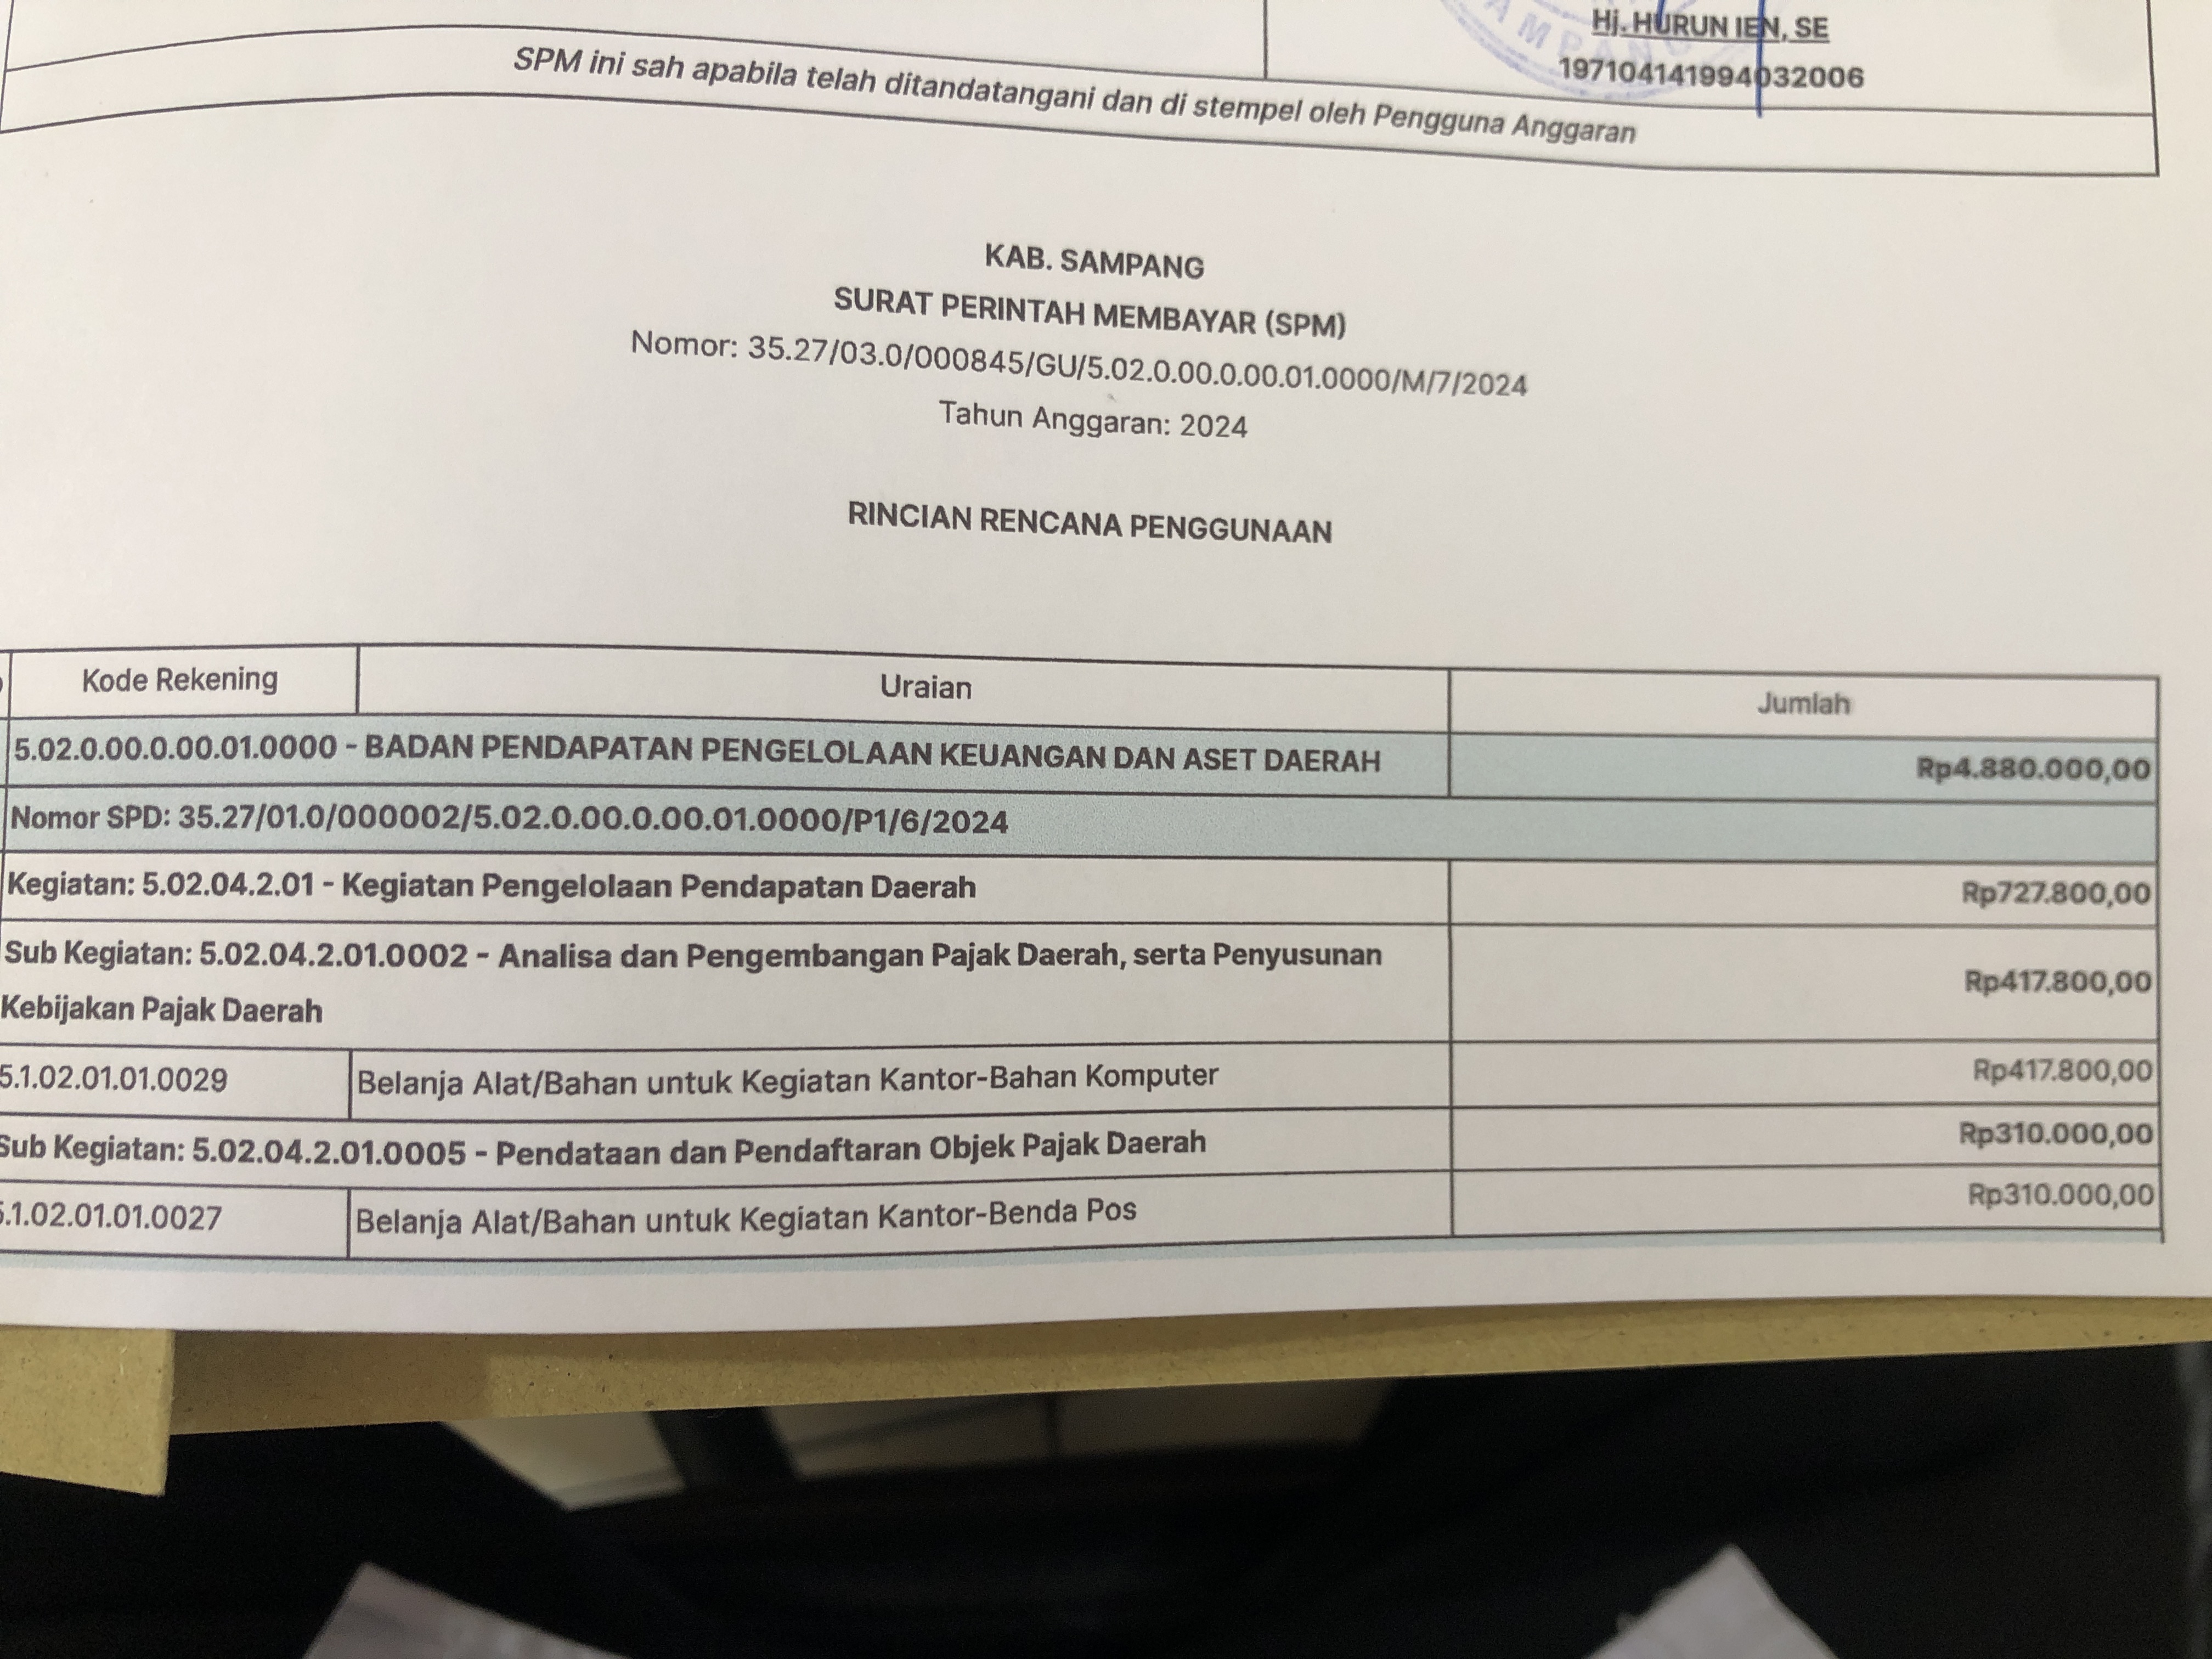 Hj. HURUN IEN, SE
197104141994032006
SPM ini sah apabila telah ditandatangani dan di stempel oleh Pengguna Anggaran
KAB. SAMPANG
SURAT PERINTAH MEMBAYAR (SPM)
Nomor: 35.27/03.0/000845/GU/5.02.0.00.0.00.01.0000/M/7/2024
Tahun Anggaran: 2024
RINCIAN RENCANA PENGGUNAAN
Kode Rekening Uraian Jumlah
5.02.0.00.0.00.01.0000 - BADAN PENDAPATAN PENGELOLAAN KEUANGAN DAN ASET DAERAH Rp4.880.000,00
Nomor SPD: 35.27/01.0/000002/5.02.0.00.0.00.01.0000/P1/6/2024
Kegiatan: 5.02.04.2.01 - Kegiatan Pengelolaan Pendapatan Daerah Rp727.800,00
Sub Kegiatan: 5.02.04.2.01.0002 - Analisa dan Pengembangan Pajak Daerah, serta Penyusunan
Kebijakan Pajak Daerah Rp417.800,00
5.1.02.01.01.0029 Belanja Alat/Bahan untuk Kegiatan Kantor-Bahan Komputer Rp417.800,00
Sub Kegiatan: 5.02.04.2.01.0005 - Pendataan dan Pendaftaran Objek Pajak Daerah Rp310.000,00
5.1.02.01.01.0027 Belanja Alat/Bahan untuk Kegiatan Kantor-Benda Pos Rp310.000,00